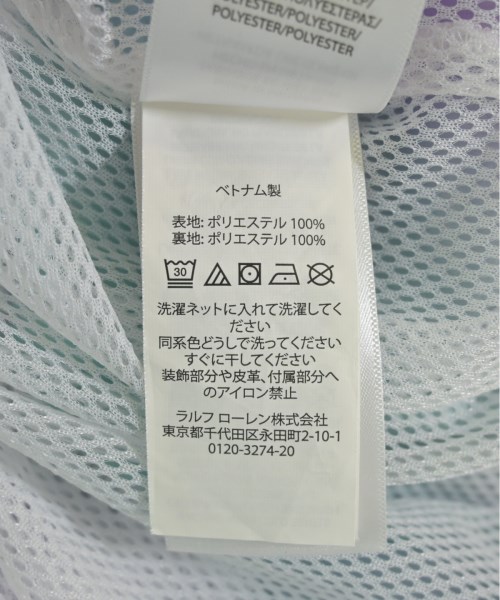 POLYESTER/POLYESTER/
POLYESTER/POLYESTER
ベトナム製
表地: ポリエステル 100%
裏地: ポリエステル 100%
30
洗濯ネットに入れて洗濯してく
ださい
同系色どうしで洗ってください
すぐに干してください
装飾部分や皮革、付属部分へ
のアイロン禁止
ラルフ ローレン株式会社
東京都千代田区永田町2-10-1
0120-3274-20